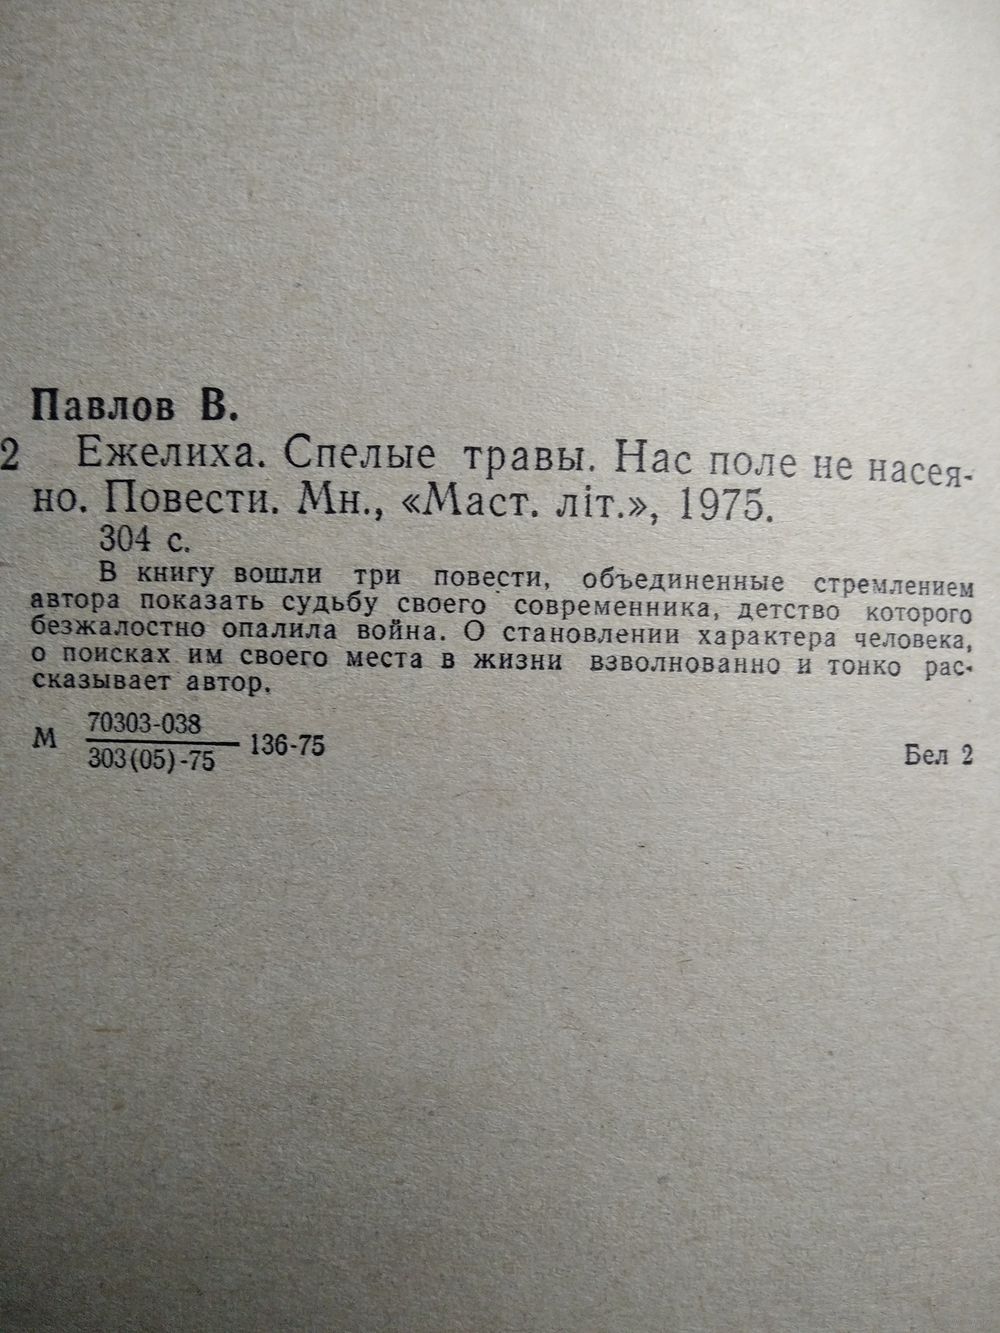 Павлов В.
2 Ежелиха. Спелые травы. Нас поле не насея-
но. Повести. Мн., «Маст. літ.», 1975.
304 с.
В книгу вошли три повести, объединенные стремлением
автора показать судьбу своего современника, детство которого
безжалостно опалила война. О становлении характера человека,
о поисках им своего места в жизни взволнованно и тонко рас-
сказывает автор.
70303-038
М 303(05)-75 136-75
Бел 2